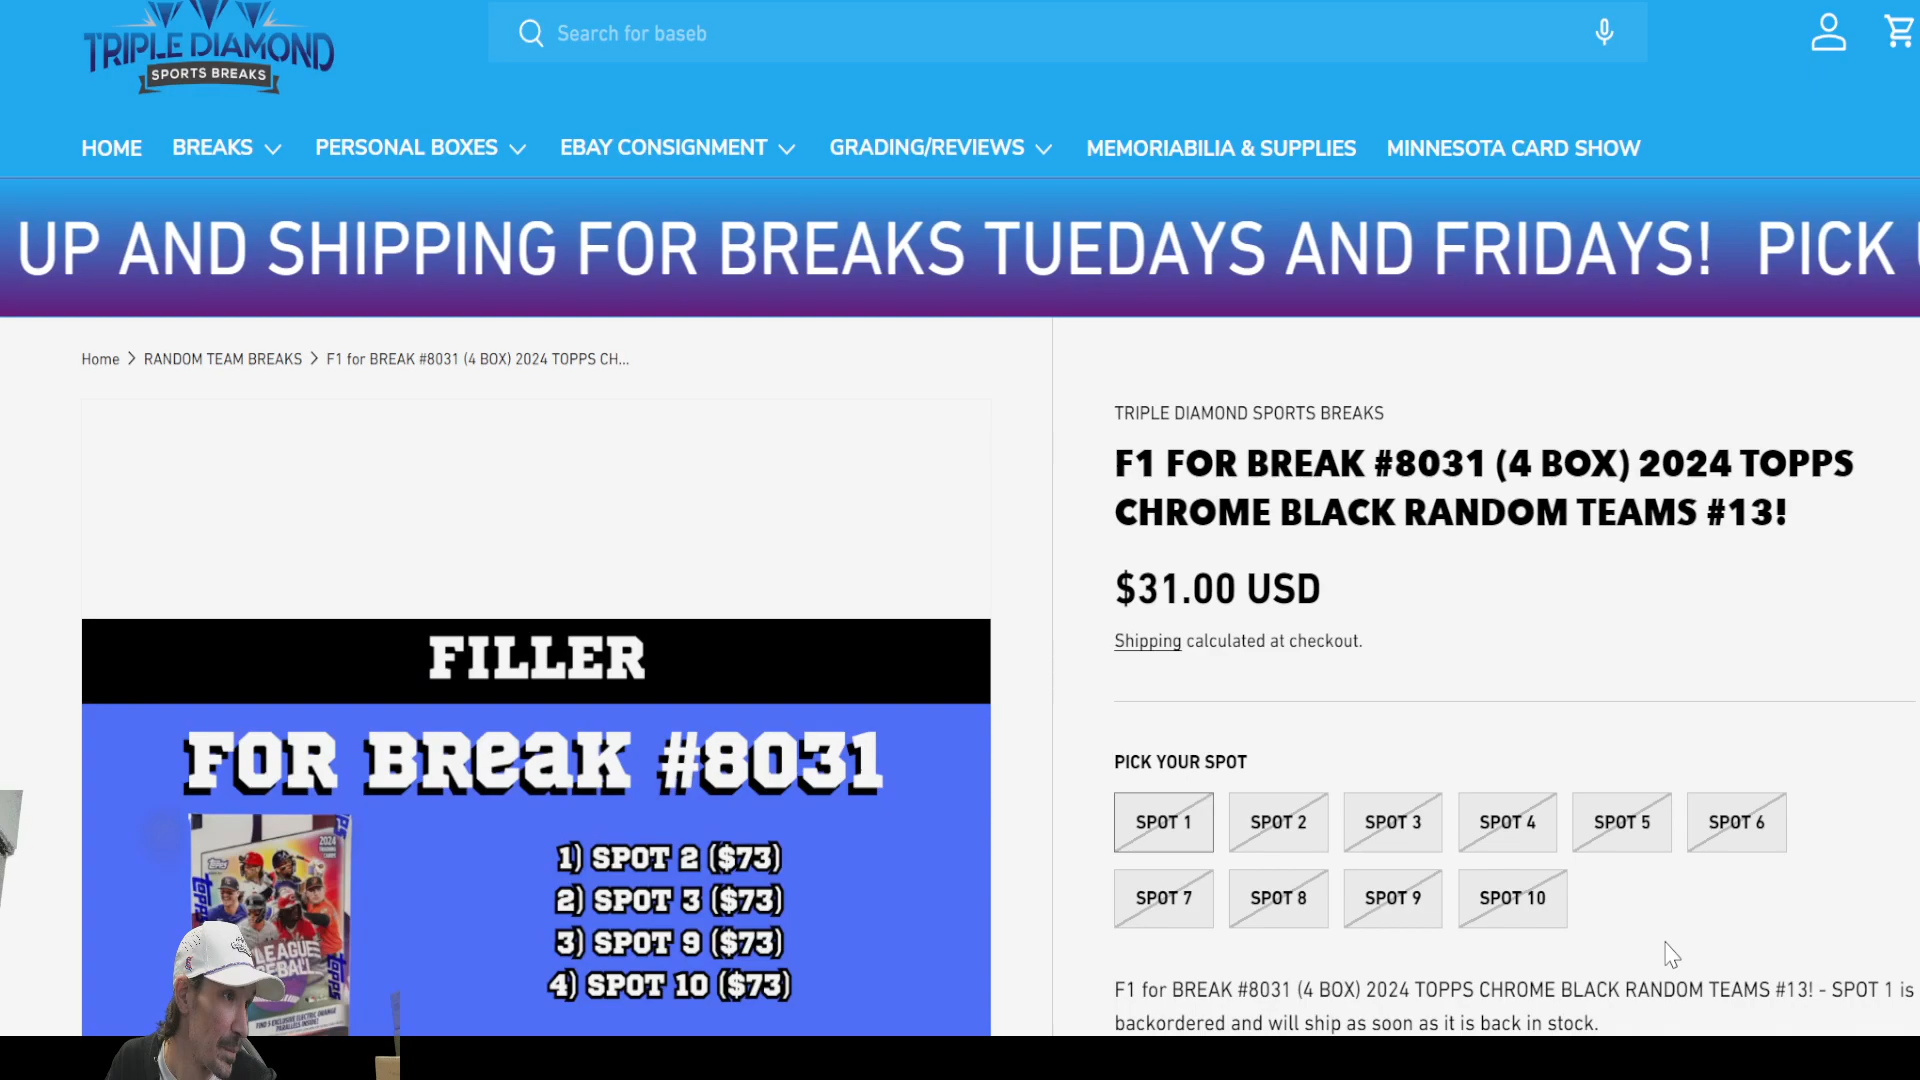 TRIPLE DIAMOND
SPORTS BREAKS
Search for baseb
HOME
BREAKS
PERSONAL BOXES
EBAY CONSIGNMENT
GRADING/REVIEWS
MEMORIABILIA & SUPPLIES
MINNESOTA CARD SHOW
UP AND SHIPPING FOR BREAKS TUEDAYS AND FRIDAYS! PICK
Home > RANDOM TEAM BREAKS > F1 for BREAK #8031 (4 BOX) 2024 TOPPS CH...
FILLER
FOR BREAK #8031
1) SPOT 2 ($73)
2) SPOT 3 ($73)
3) SPOT 9 ($73)
4) SPOT 10 ($73)
2024
topps
topps
LEAGUE
topps
TRIPLE DIAMOND SPORTS BREAKS
F1 FOR BREAK #8031 (4 BOX) 2024 TOPPS
CHROME BLACK RANDOM TEAMS #13!
$31.00 USD
Shipping calculated at checkout.
PICK YOUR SPOT
SPOT 1
SPOT 2
SPOT 3
SPOT 4
SPOT 5
SPOT 6
SPOT 7
SPOT 8
SPOT 9
SPOT 10
F1 for BREAK #8031 (4 BOX) 2024 TOPPS CHROME BLACK RANDOM TEAMS #13! - SPOT 1 is
backordered and will ship as soon as it is back in stock.